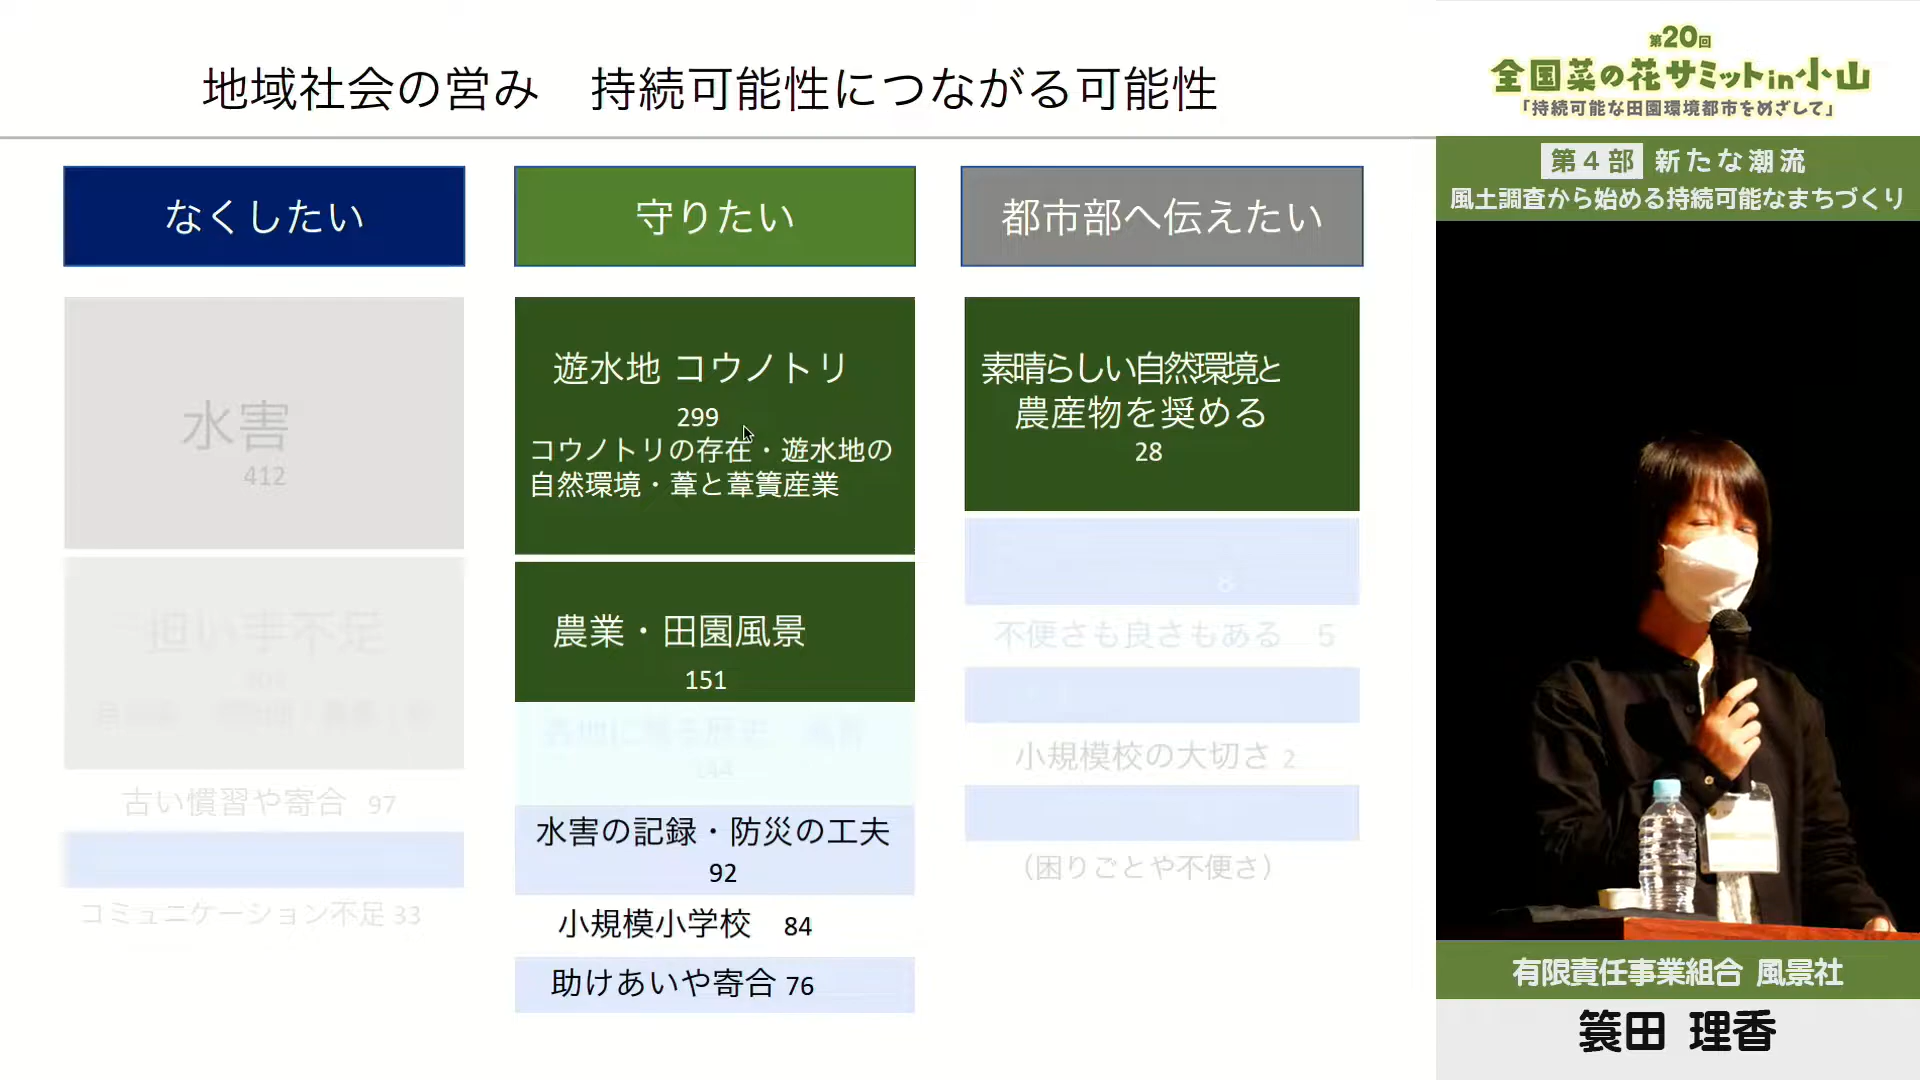 地域社会の営み　持続可能性につながる可能性
なくしたい
水害
412
担い手不足
古い慣習や寄合 97
コミュニケーション不足 33
守りたい
遊水地 コウノトリ
299
コウノトリの存在・遊水地の
自然環境・葦と葦簀産業
農業・田園風景
151
144
水害の記録・防災の工夫
92
小規模小学校 84
助けあいや寄合 76
都市部へ伝えたい
素晴らしい自然環境と
農産物を奨める
28
8
不便さも良さもある 5
小規模校の大切さ 2
（困りごとや不便さ）
第20回
全国菜の花サミットin小山
「持続可能な田園環境都市をめざして」
第４部 新たな潮流
風土調査から始める持続可能なまちづくり
有限責任事業組合 風景社
簑田 理香